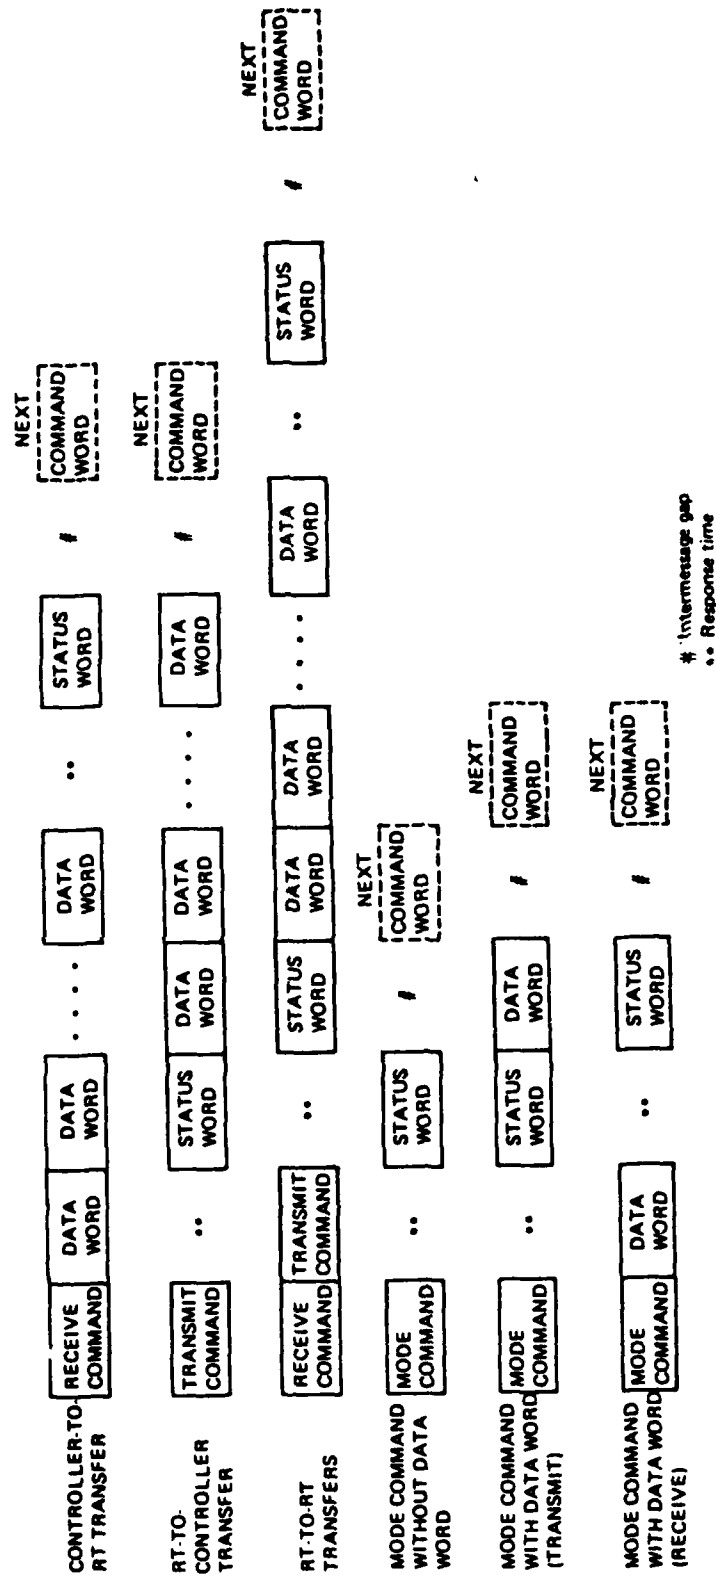 CONTROLLER-TO-
RT TRANSFER
RECEIVE
COMMAND
DATA
WORD
DATA
WORD
. . . .
DATA
WORD
**
STATUS
WORD
#
NEXT
COMMAND
WORD
RT-TO-
CONTROLLER
TRANSFER
TRANSMIT
COMMAND
**
STATUS
WORD
DATA
WORD
DATA
WORD
. . . .
DATA
WORD
#
NEXT
COMMAND
WORD
RT-TO-RT
TRANSFERS
RECEIVE
COMMAND
TRANSMIT
COMMAND
**
STATUS
WORD
DATA
WORD
DATA
WORD
. . . .
DATA
WORD
**
STATUS
WORD
#
NEXT
COMMAND
WORD
MODE COMMAND
WITHOUT DATA
WORD
MODE
COMMAND
**
STATUS
WORD
#
NEXT
COMMAND
WORD
MODE COMMAND
WITH DATA WORD
(TRANSMIT)
MODE
COMMAND
**
STATUS
WORD
DATA
WORD
#
NEXT
COMMAND
WORD
MODE COMMAND
WITH DATA WORD
(RECEIVE)
MODE
COMMAND
DATA
WORD
**
STATUS
WORD
#
NEXT
COMMAND
WORD
# Intermessage gap
** Response time